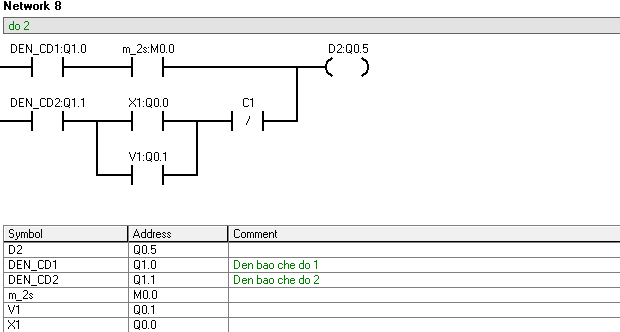 Network 8
do 2
DEN_CD1:Q1.0 m_2s:M0.0 D2:Q0.5
DEN_CD2:Q1.1 X1:Q0.0 C1
/
V1:Q0.1
Symbol Address Comment
D2 Q0.5
DEN_CD1 Q1.0 Den bao che do 1
DEN_CD2 Q1.1 Den bao che do 2
m_2s M0.0
V1 Q0.1
X1 Q0.0